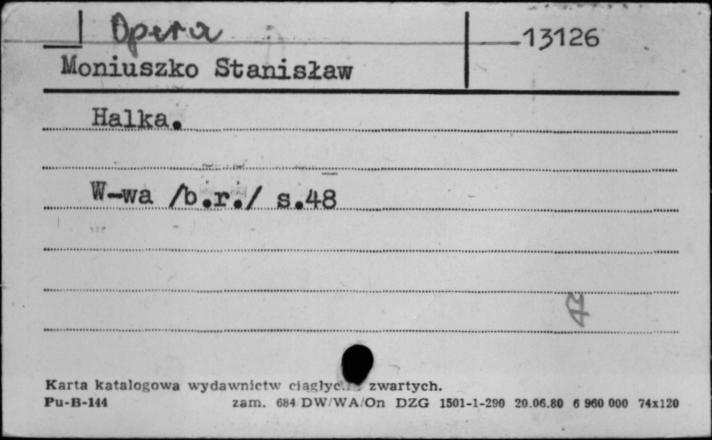 Opera
13126
Moniuszko Stanisław
Halka.
W-wa /b.r./ s.48
Karta katalogowa wydawnictw zwartych.
Pu-B-144 zam. 684/DW/WA/On DZG 1501-1-290 20.06.80 6 960 000 74x120